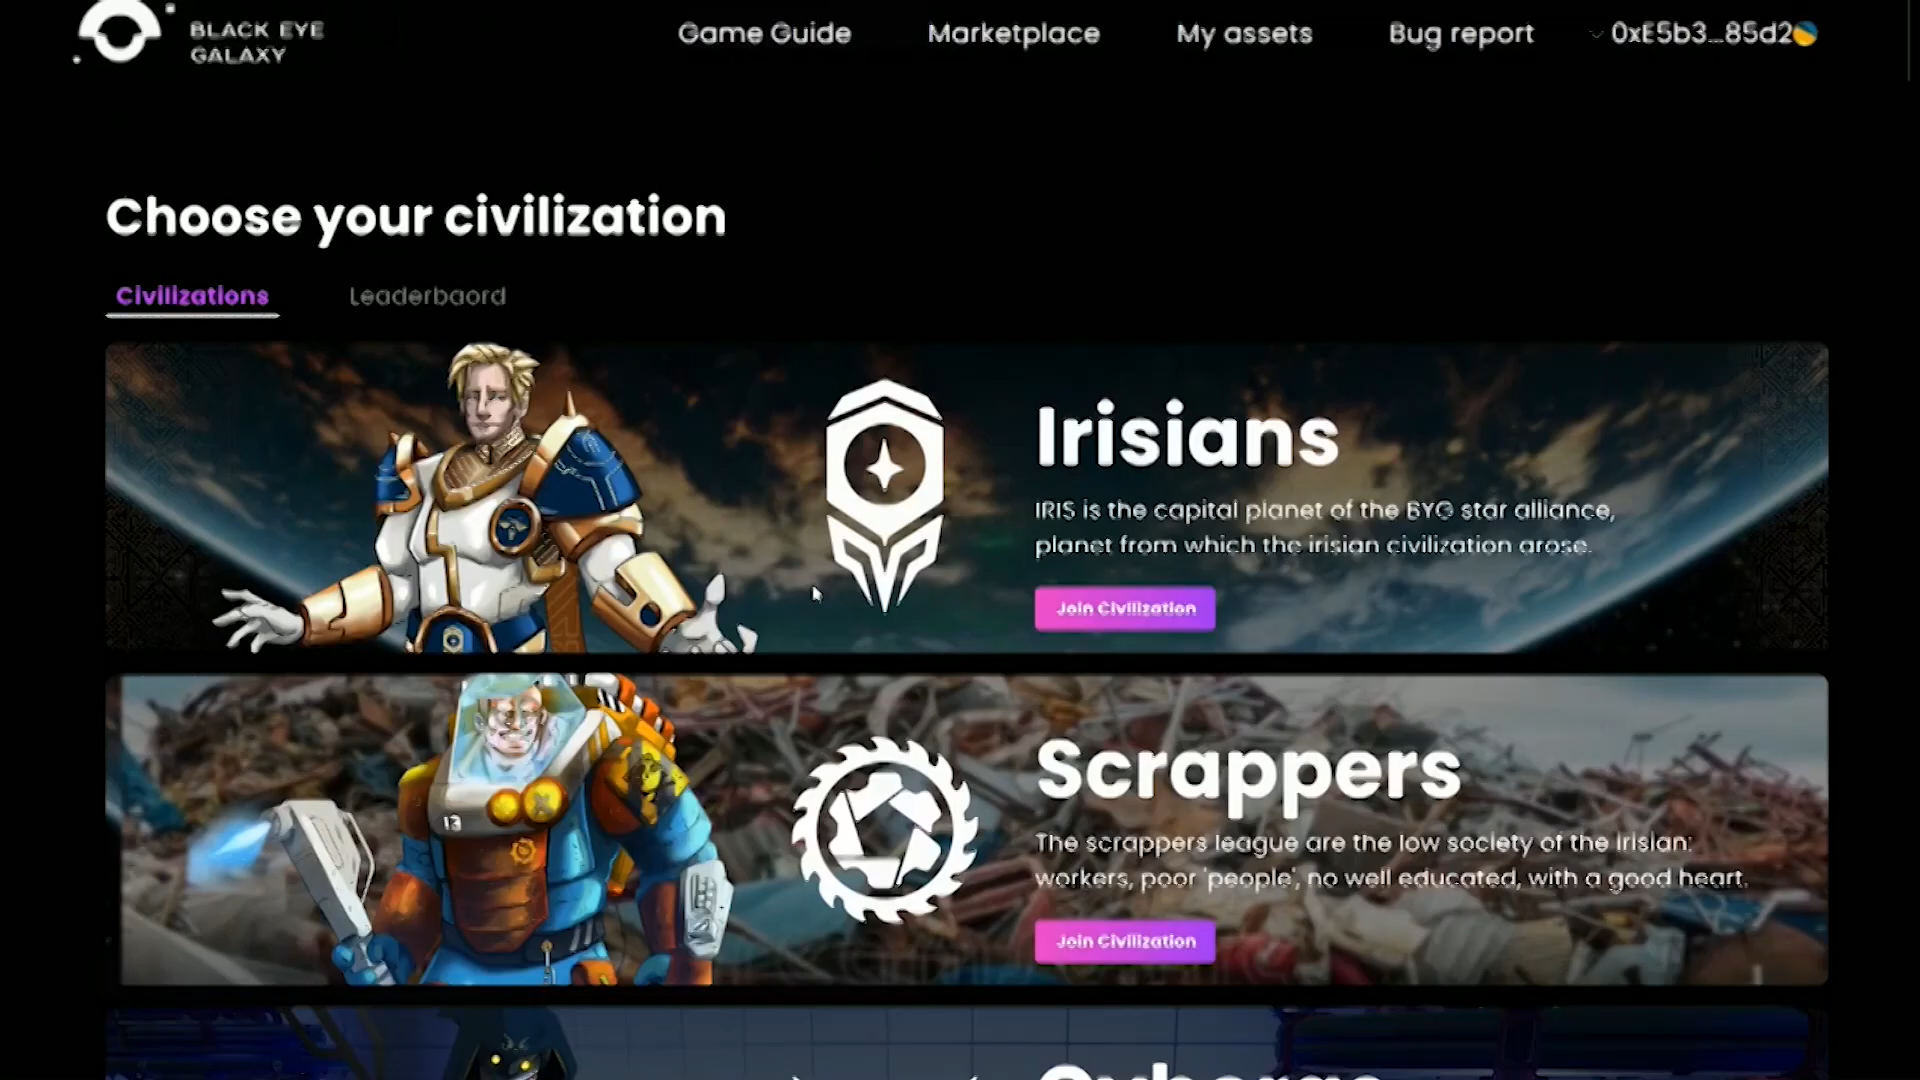 BLACK EYE
GALAXY
Game Guide
Marketplace
My assets
Bug report
0xE5b3...85d2
Choose your civilization
Civilizations
Leaderbaord
Irisians
IRIS is the capital planet of the BYG star alliance,
planet from which the irisian civilization arose.
Join Civilization
13
Scrappers
The scrappers league are the low society of the Irisian:
workers, poor 'people', no well educated, with a good heart.
Join Civilization